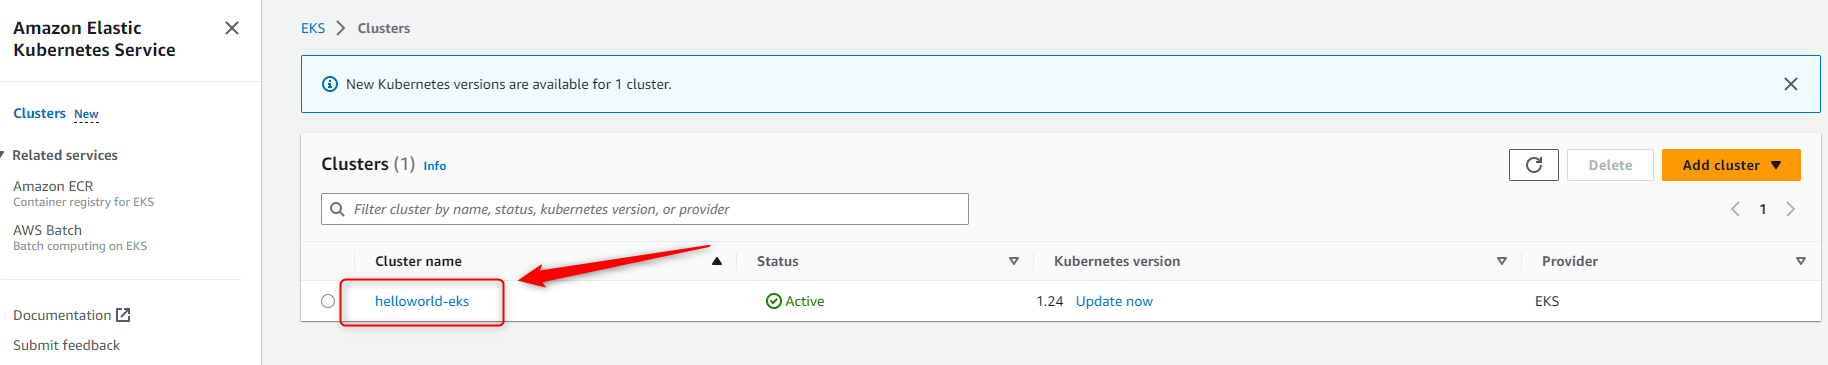 Amazon Elastic
Kubernetes Service
Clusters New
Related services
Amazon ECR
Container registry for EKS
AWS Batch
Batch computing on EKS
Documentation
Submit feedback
EKS Clusters
New Kubernetes versions are available for 1 cluster.
Clusters (1) Info
Delete
Add cluster
Filter cluster by name, status, kubernetes version, or provider
1
Cluster name Status Kubernetes version Provider
helloworld-eks Active 1.24 Update now EKS